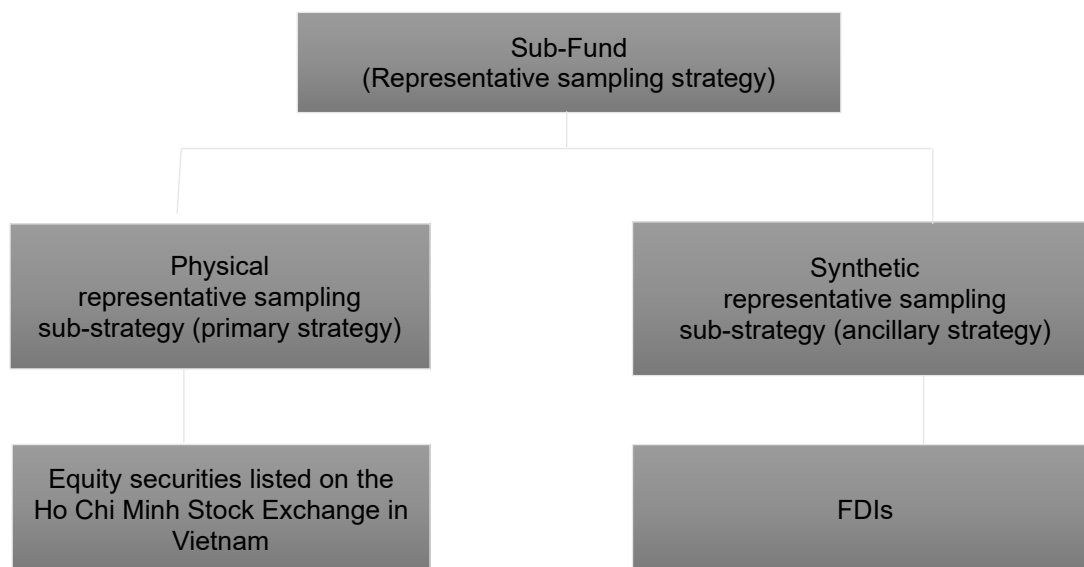 Sub-Fund
(Representative sampling strategy)
Physical
representative sampling
sub-strategy (primary strategy)
Synthetic
representative sampling
sub-strategy (ancillary strategy)
Equity securities listed on the
Ho Chi Minh Stock Exchange in
Vietnam
FDIs